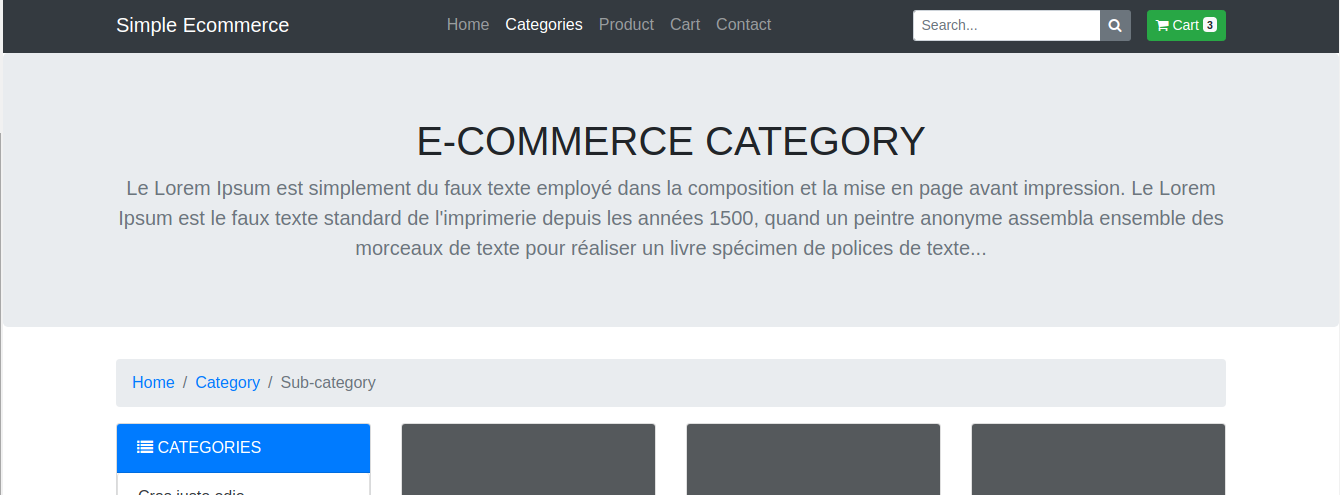 Simple Ecommerce
Home Categories Product Cart Contact
Search...
Cart 3
E-COMMERCE CATEGORY
Le Lorem Ipsum est simplement du faux texte employé dans la composition et la mise en page avant impression. Le Lorem
Ipsum est le faux texte standard de l'imprimerie depuis les années 1500, quand un peintre anonyme assembla ensemble des
morceaux de texte pour réaliser un livre spécimen de polices de texte...
Home / Category / Sub-category
CATEGORIES
Cras justo odio